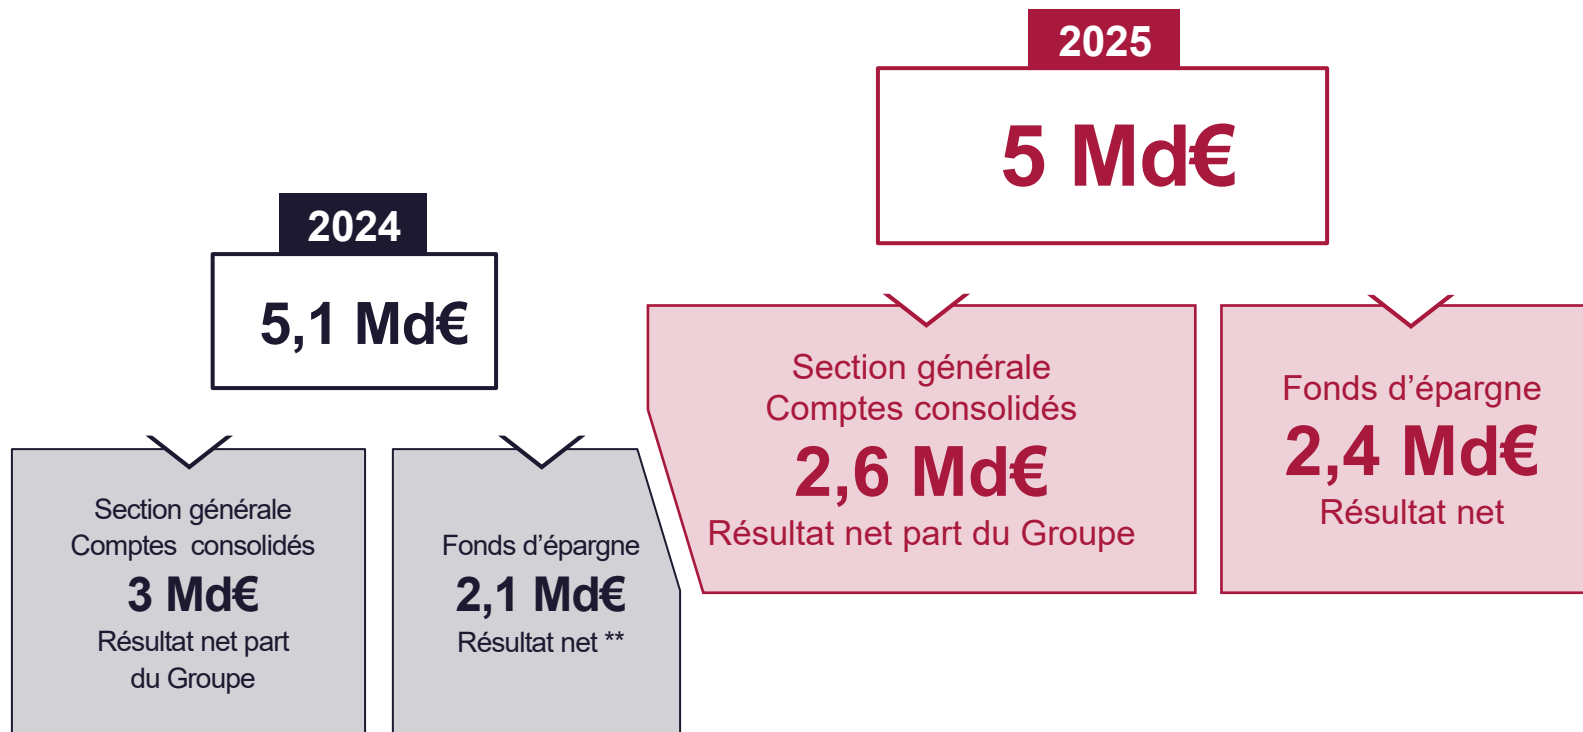 2024
5,1 Md€
Section générale
Comptes consolidés
3 Md€
Résultat net part
du Groupe
Fonds d’épargne
2,1 Md€
Résultat net **
2025
5 Md€
Section générale
Comptes consolidés
2,6 Md€
Résultat net part du Groupe
Fonds d’épargne
2,4 Md€
Résultat net